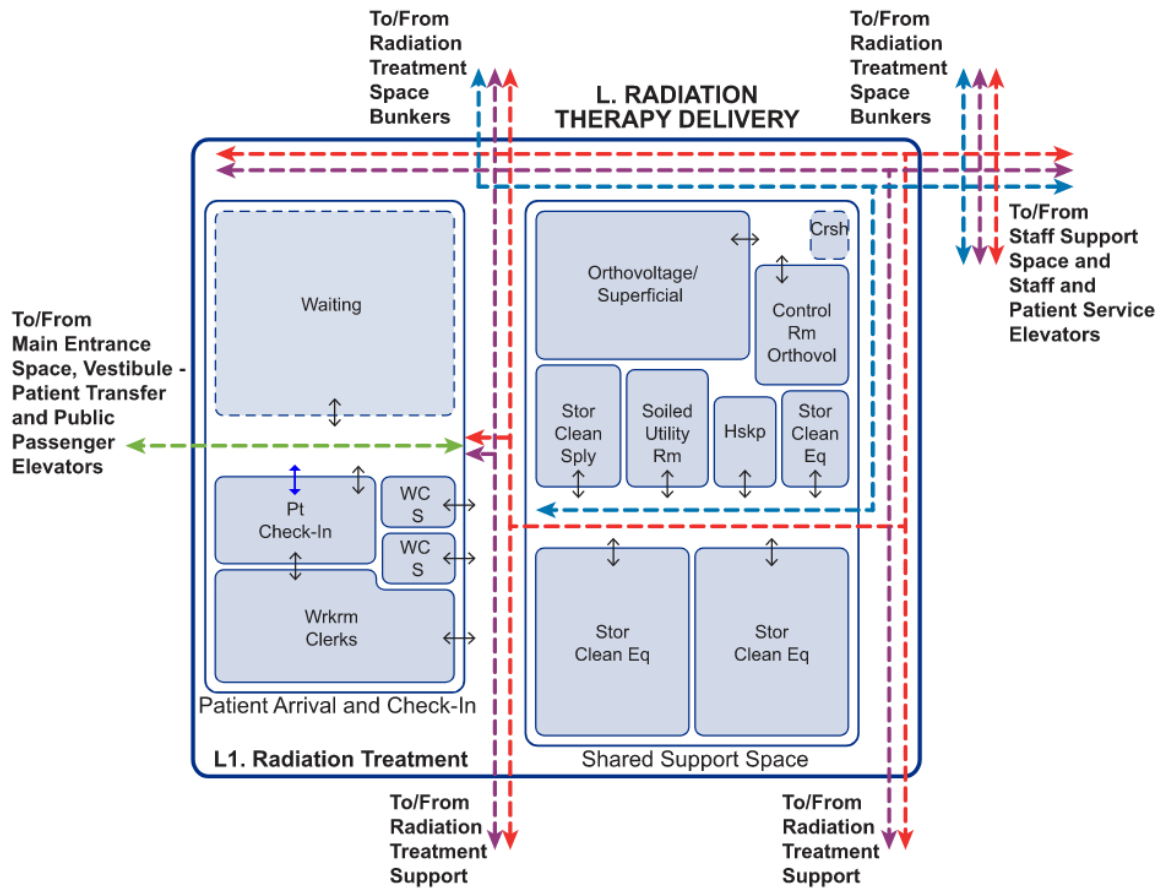 To/From
Radiation
Treatment
Space
Bunkers
To/From
Radiation
Treatment
Space
Bunkers
L. RADIATION
THERAPY DELIVERY
To/From
Staff Support
Space and
Staff and
Patient Service
Elevators
To/From
Main Entrance
Space, Vestibule -
Patient Transfer
and Public
Passenger
Elevators
Waiting
Pt
Check-In
WC
S
WC
S
Wrkrm
Clerks
Patient Arrival and Check-In
L1. Radiation Treatment
Orthovoltage/
Superficial
Crsh
Control
Rm
Orthovol
Stor
Clean
Sply
Soiled
Utility
Rm
Hskp
Stor
Clean
Eq
Stor
Clean Eq
Stor
Clean Eq
Shared Support Space
To/From
Radiation
Treatment
Support
To/From
Radiation
Treatment
Support